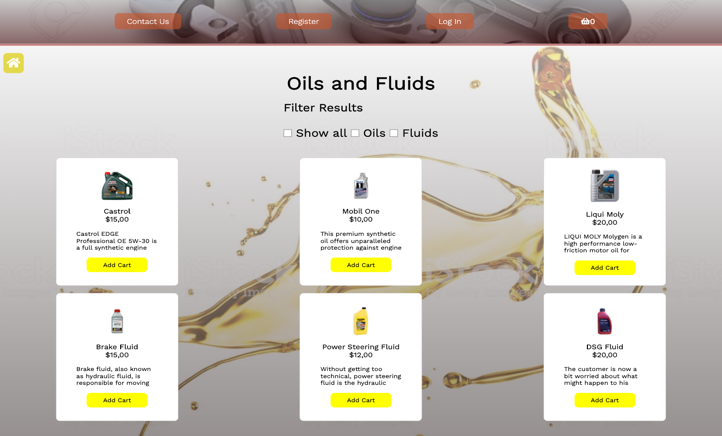 Contact Us
Register
Log In
0
Oils and Fluids
Filter Results
Show all Oils Fluids
Castrol
$15,00
Castrol EDGE
Professional OE 5W-30 is
a full synthetic engine
Add Cart
Mobil One
$10,00
This premium synthetic
oil offers unparalleled
protection against engine
Add Cart
Liqui Moly
$20,00
LIQUI MOLY Molygen is a
high performance low-
friction motor oil for
Add Cart
Brake Fluid
$15,00
Brake fluid, also known
as hydraulic fluid, is
responsible for moving
Add Cart
Power Steering Fluid
$12,00
Without getting too
technical, power steering
fluid is the hydraulic
Add Cart
DSG Fluid
$20,00
The customer is now a
bit worried about what
might happen to his
Add Cart